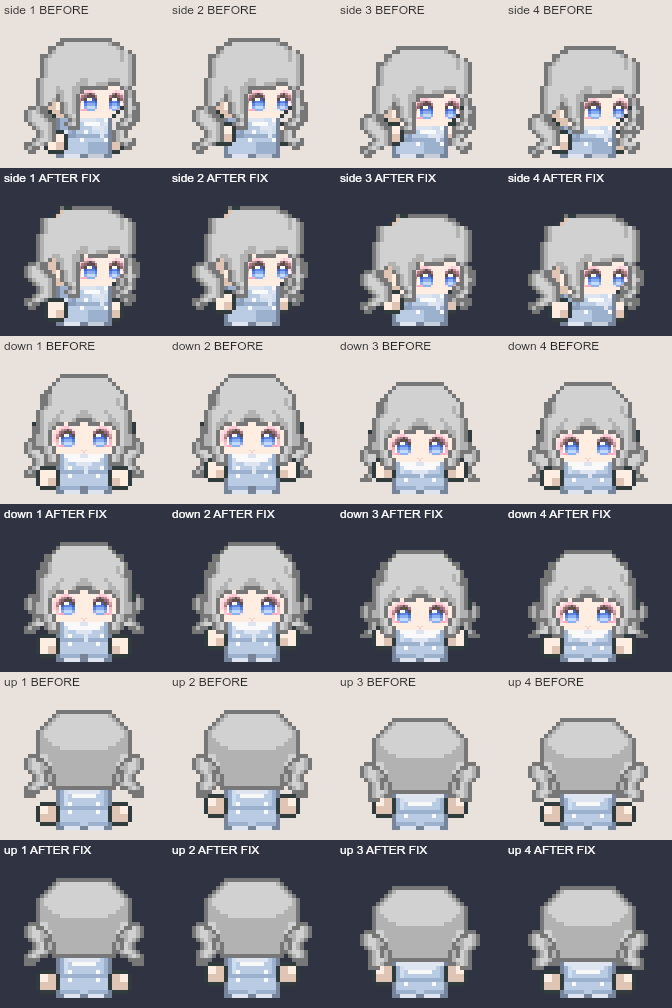 side 1 BEFORE side 2 BEFORE side 3 BEFORE side 4 BEFORE
side 1 AFTER FIX side 2 AFTER FIX side 3 AFTER FIX side 4 AFTER FIX
down 1 BEFORE down 2 BEFORE down 3 BEFORE down 4 BEFORE
down 1 AFTER FIX down 2 AFTER FIX down 3 AFTER FIX down 4 AFTER FIX
up 1 BEFORE up 2 BEFORE up 3 BEFORE up 4 BEFORE
up 1 AFTER FIX up 2 AFTER FIX up 3 AFTER FIX up 4 AFTER FIX